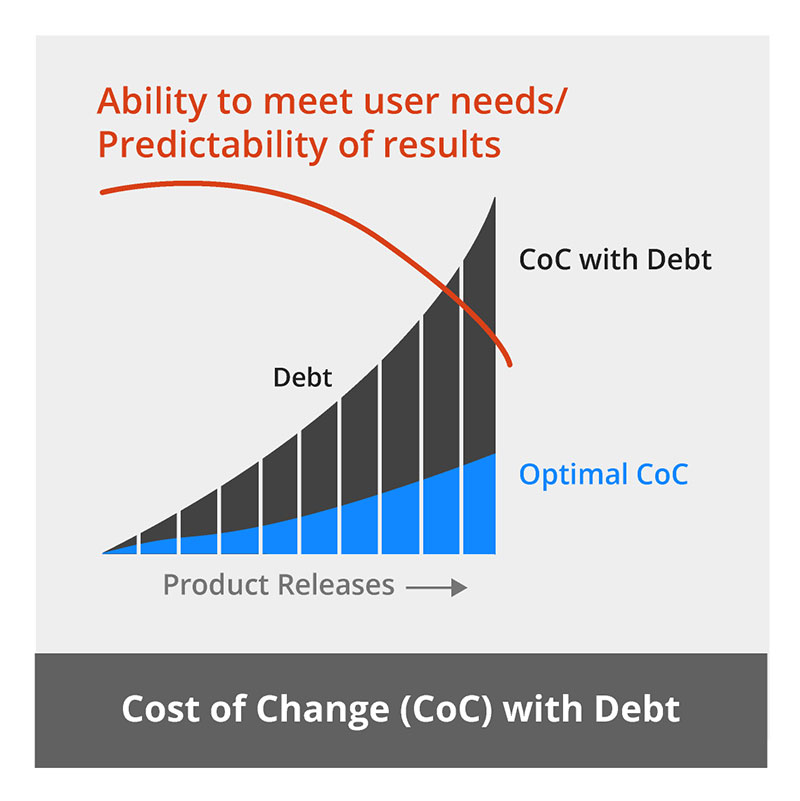 Ability to meet user needs/
Predictability of results
CoC with Debt
Debt
Optimal CoC
Product Releases
Cost of Change (CoC) with Debt